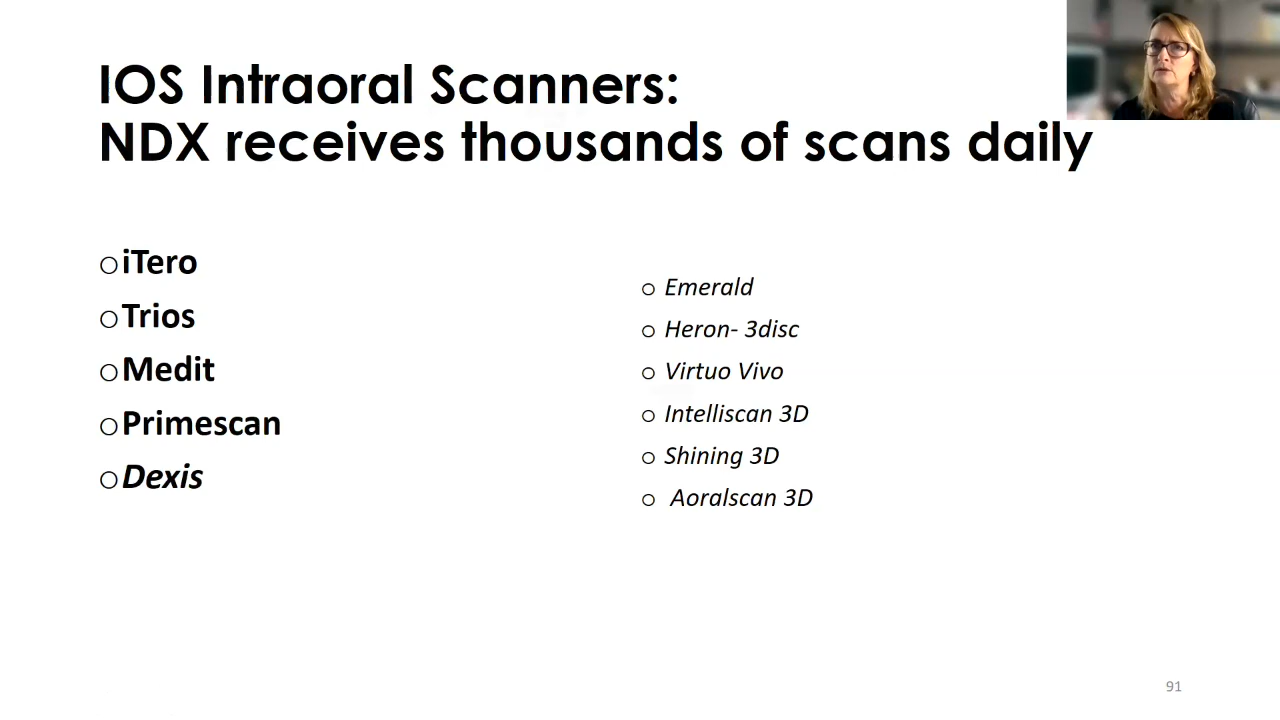 IOS Intraoral Scanners:
NDX receives thousands of scans daily
iTero
Trios
Medit
Primescan
Dexis
Emerald
Heron- 3disc
Virtuo Vivo
Intelliscan 3D
Shining 3D
Aoralscan 3D
91